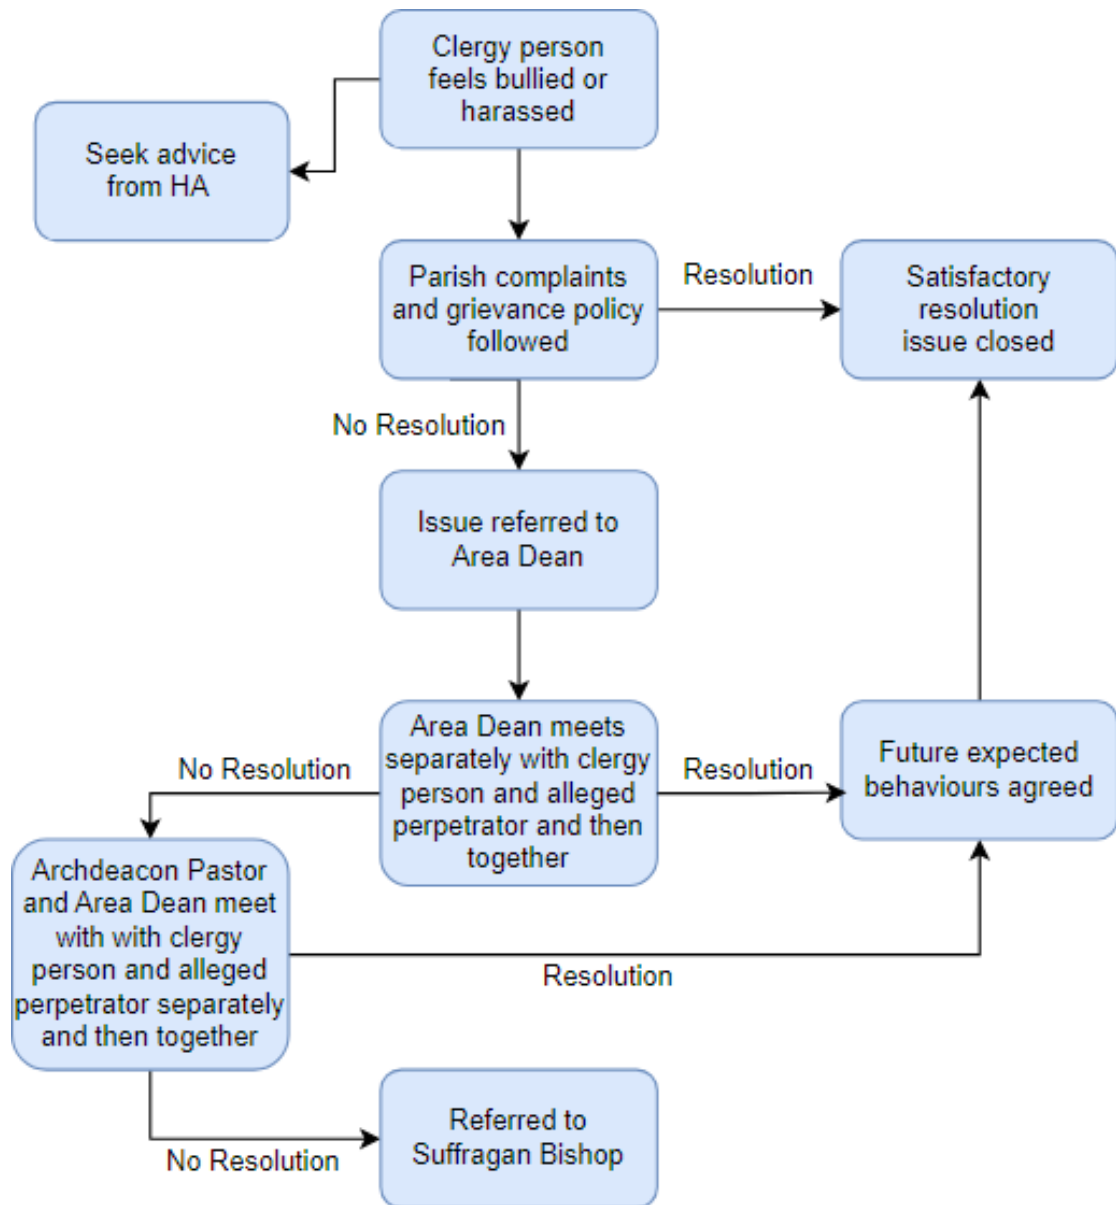 Clergy person
feels bullied or
harassed
Seek advice
from HA
Parish complaints
and grievance policy
followed
Resolution
Satisfactory
resolution
issue closed
No Resolution
Issue referred to
Area Dean
Area Dean meets
separately with clergy
person and alleged
perpetrator and then
together
No Resolution
Resolution
Future expected
behaviours agreed
Archdeacon Pastor
and Area Dean meet
with with clergy
person and alleged
perpetrator separately
and then together
Resolution
No Resolution
Referred to
Suffragan Bishop